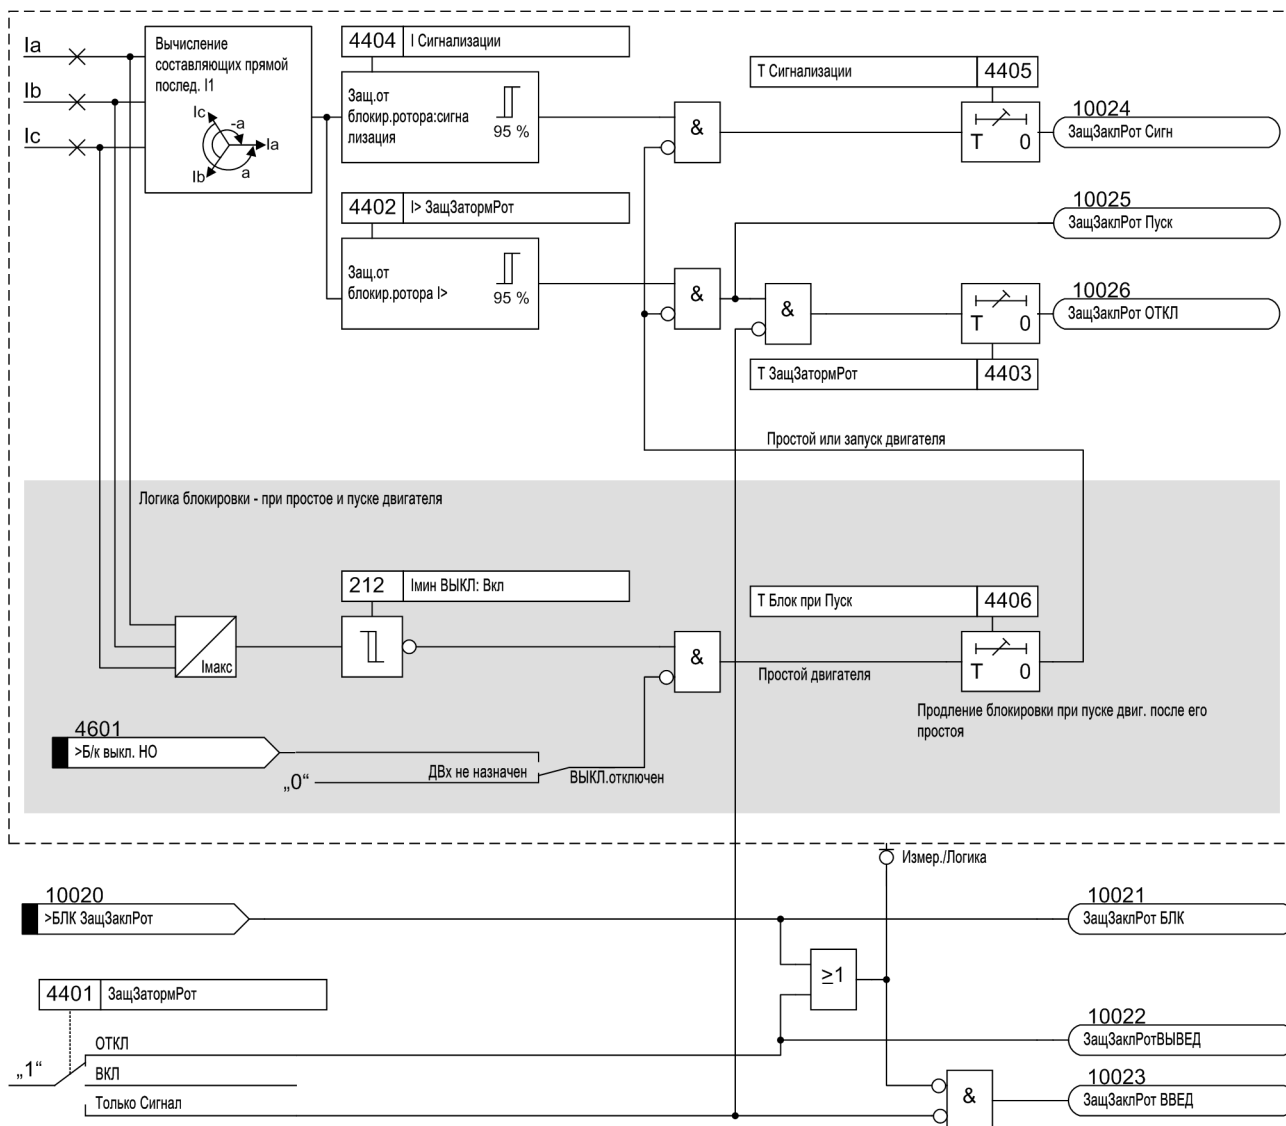 Ia
Ib
Ic
Вычисление
составляющих прямой
послед. I1
Ic
-a
Ia
Ib
a
4404 I Сигнализации
Защ.от
блокир.ротора:сигна
лизация
95 %
&
T Сигнализации 4405
T 0
10024
ЗащЗаклРот Сигн
4402 I> ЗащЗатормРот
Защ.от
блокир.ротора I>
95 %
&
&
10025
ЗащЗаклРот Пуск
T 0
10026
ЗащЗаклРот ОТКЛ
T ЗащЗатормРот 4403
Простой или запуск двигателя
Логика блокировки - при простое и пуске двигателя
212 Iмин ВЫКЛ: Вкл
Iмакс
&
Простой двигателя
T Блок при Пуск 4406
T 0
Продление блокировки при пуске двиг. после его
простоя
4601
>Б/к выкл. НО
„0“
ДВх не назначен
ВЫКЛ.отключен
Измер./Логика
10020
>БЛК ЗащЗаклРот
10021
ЗащЗаклРот БЛК
≥1
4401 ЗащЗатормРот
„1“
ОТКЛ
ВКЛ
Только Сигнал
10022
ЗащЗаклРотВЫВЕД
&
10023
ЗащЗаклРот ВВЕД